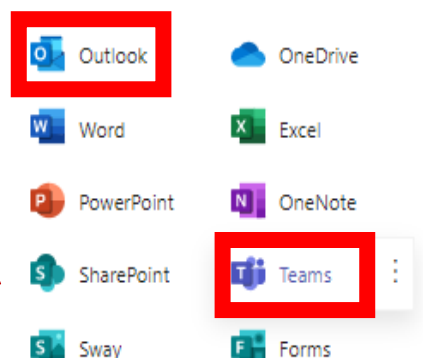 Outlook OneDrive
Word Excel
PowerPoint OneNote
SharePoint Teams
Sway Forms